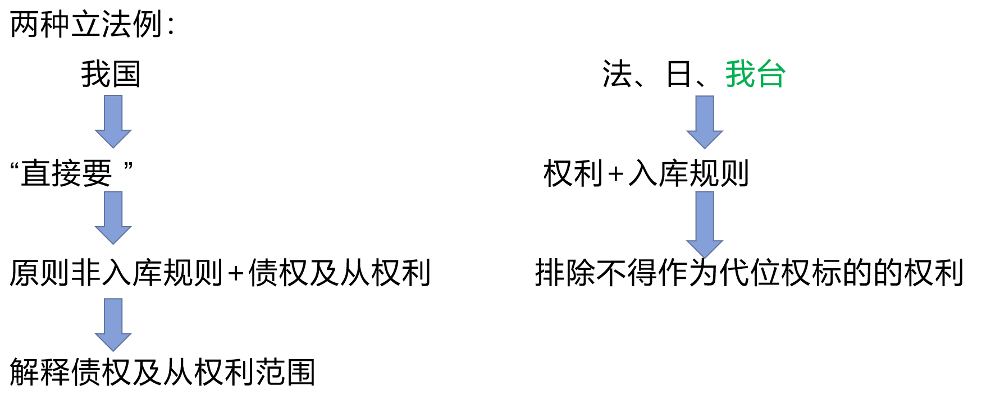 两种立法例：
我国
法、日、我台
“直接要 ”
权利+入库规则
原则非入库规则+债权及从权利
排除不得作为代位权标的的权利
解释债权及从权利范围